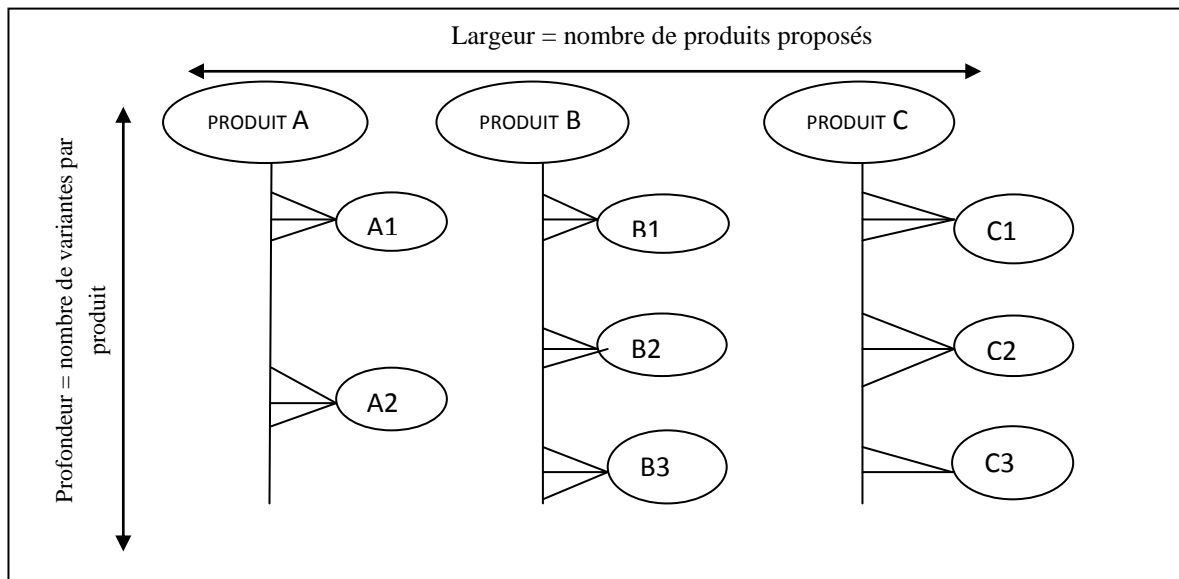 Largeur = nombre de produits proposés
PRODUIT A
PRODUIT B
PRODUIT C
Profondeur = nombre de variantes par
produit
A1
B1
C1
A2
B2
C2
B3
C3